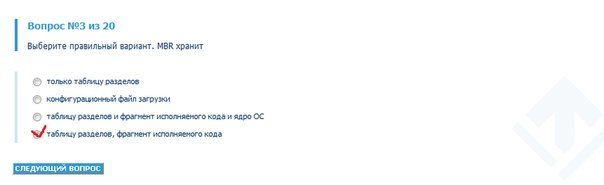 Вопрос №3 из 20
Выберите правильный вариант. MBR хранит
только таблицу разделов
конфигурационный файл загрузки
таблицу разделов и фрагмент исполняемого кода и ядро ОС
таблицу разделов, фрагмент исполняемого кода
СЛЕДУЮЩИЙ ВОПРОС